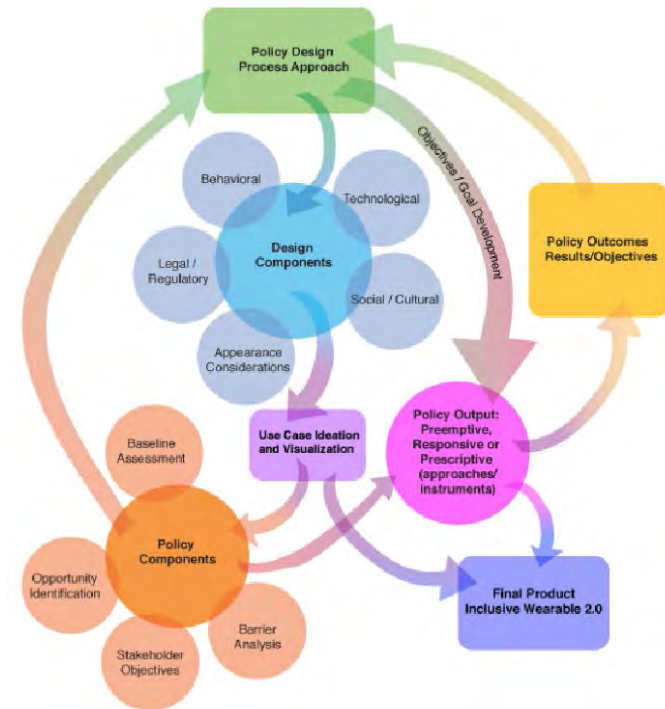 Policy Design
Process Approach
Objectives / Goal Development
Behavioral
Technological
Design
Components
Legal /
Regulatory
Social / Cultural
Appearance
Considerations
Policy Outcomes
Results/Objectives
Use Case Ideation
and Visualization
Policy Output:
Preemptive,
Responsive or
Prescriptive
(approaches/
instruments)
Baseline
Assessment
Policy
Components
Opportunity
Identification
Barrier
Analysis
Stakeholder
Objectives
Final Product
Inclusive Wearable 2.0